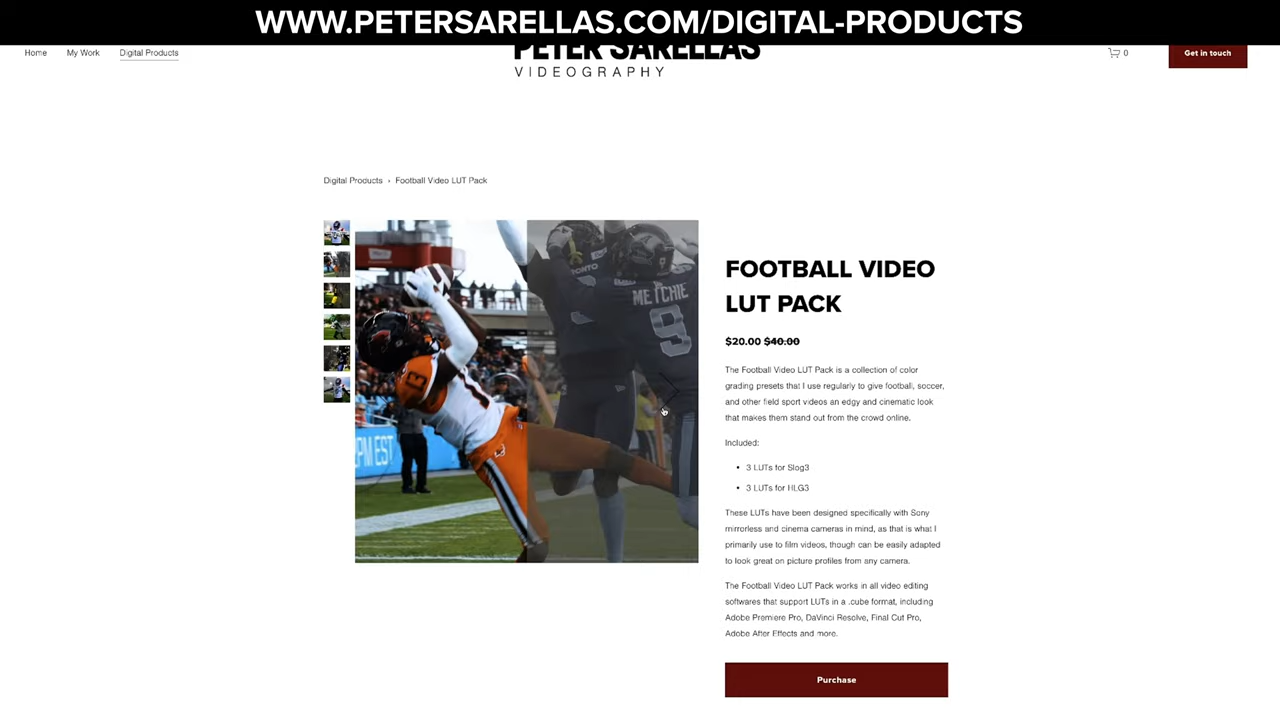 WWW.PETERSARELLAS.COM/DIGITAL-PRODUCTS
Home My Work Digital Products
PETER SARELLAS
VIDEOGRAPHY
0
Get in touch
Digital Products › Football Video LUT Pack
METCHIE
9
13
PM EST
FOOTBALL VIDEO
LUT PACK
$20.00 $40.00
The Football Video LUT Pack is a collection of color
grading presets that I use regularly to give football, soccer,
and other field sport videos an edgy and cinematic look
that makes them stand out from the crowd online.
Included:
• 3 LUTs for Slog3
• 3 LUTs for HLG3
These LUTs have been designed specifically with Sony
mirrorless and cinema cameras in mind, as that is what I
primarily use to film videos, though can be easily adapted
to look great on picture profiles from any camera.
The Football Video LUT Pack works in all video editing
softwares that support LUTs in a .cube format, including
Adobe Premiere Pro, DaVinci Resolve, Final Cut Pro,
Adobe After Effects and more.
Purchase